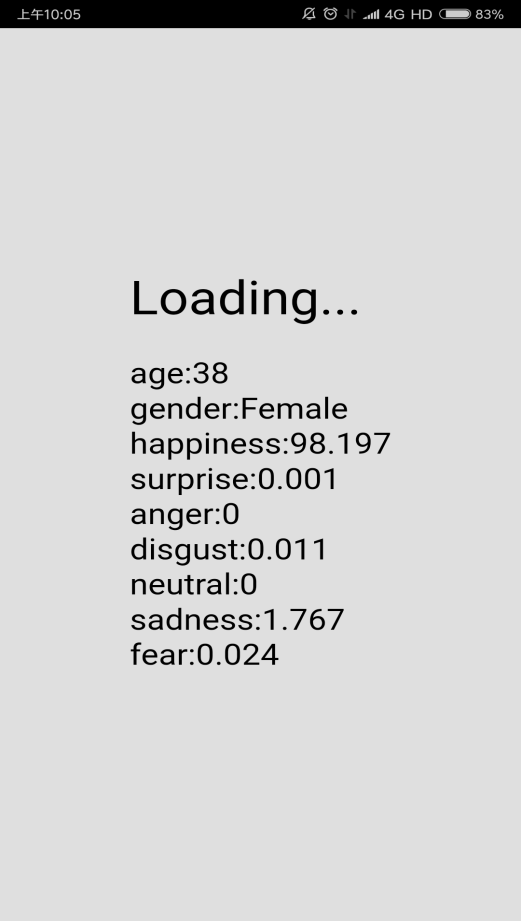 上午10:05 4G HD 83%
Loading...
age:38
gender:Female
happiness:98.197
surprise:0.001
anger:0
disgust:0.011
neutral:0
sadness:1.767
fear:0.024